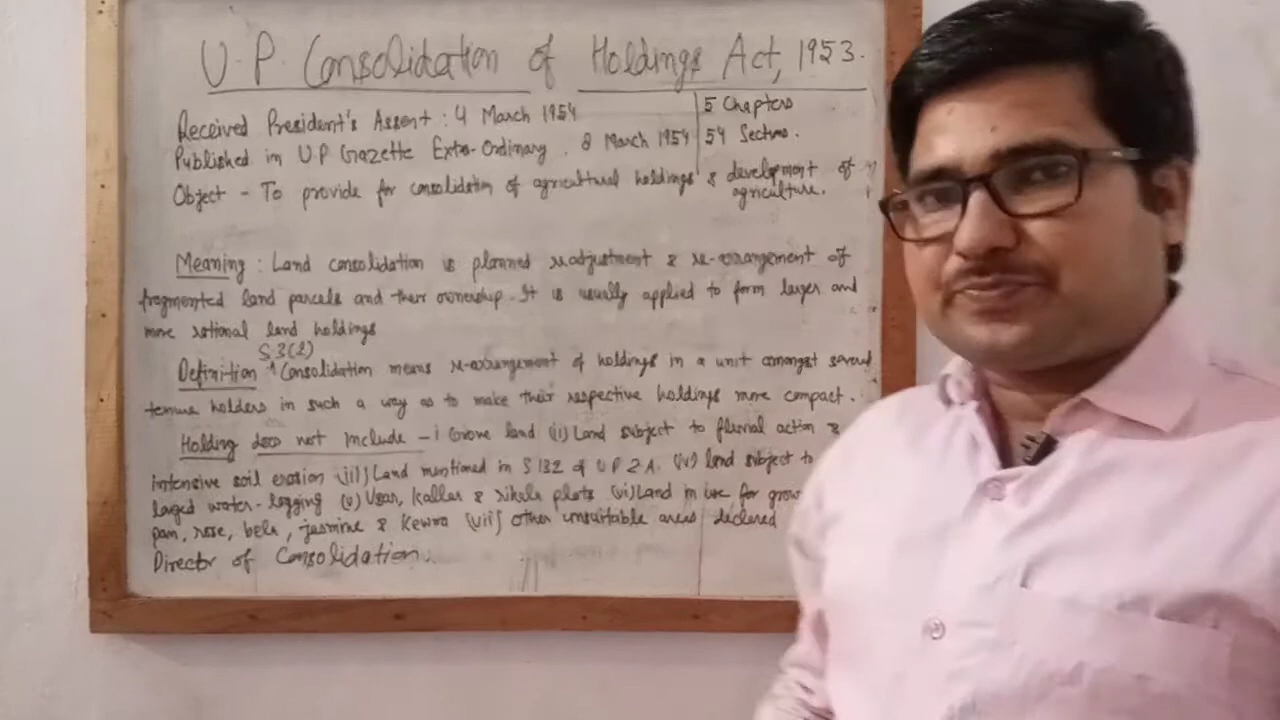 U.P. Consolidation of Holdings Act, 1953.
Received President's Assent : 4 March 1954
5 Chapters
Published in U.P Gazette Extra-Ordinary. 8 March 1954
54 Sections.
Object - To provide for consolidation of agricultural holdings & development of
agriculture.
Meaning : Land consolidation is planned readjustment & re-arrangement of
fragmented land parcels and their ownership. It is usually applied to form larger and
more rational land holdings
S3(2)
Definition Consolidation means re-arrangement of holdings in a unit amongst several
tenure holders in such a way as to make their respective holdings more compact.
Holding does not include - i Grove land (ii) Land subject to fluvial action &
intensive soil erosion (iii) Land mentioned in S 132 of UP Z A. (iv) land subject to
water-logging (v) Usar, Kallar & plots (vi) Land in use for grow
pan, rose, bela, jasmine & Kewra (vii) other unsuitable areas declared
Director of Consolidation.